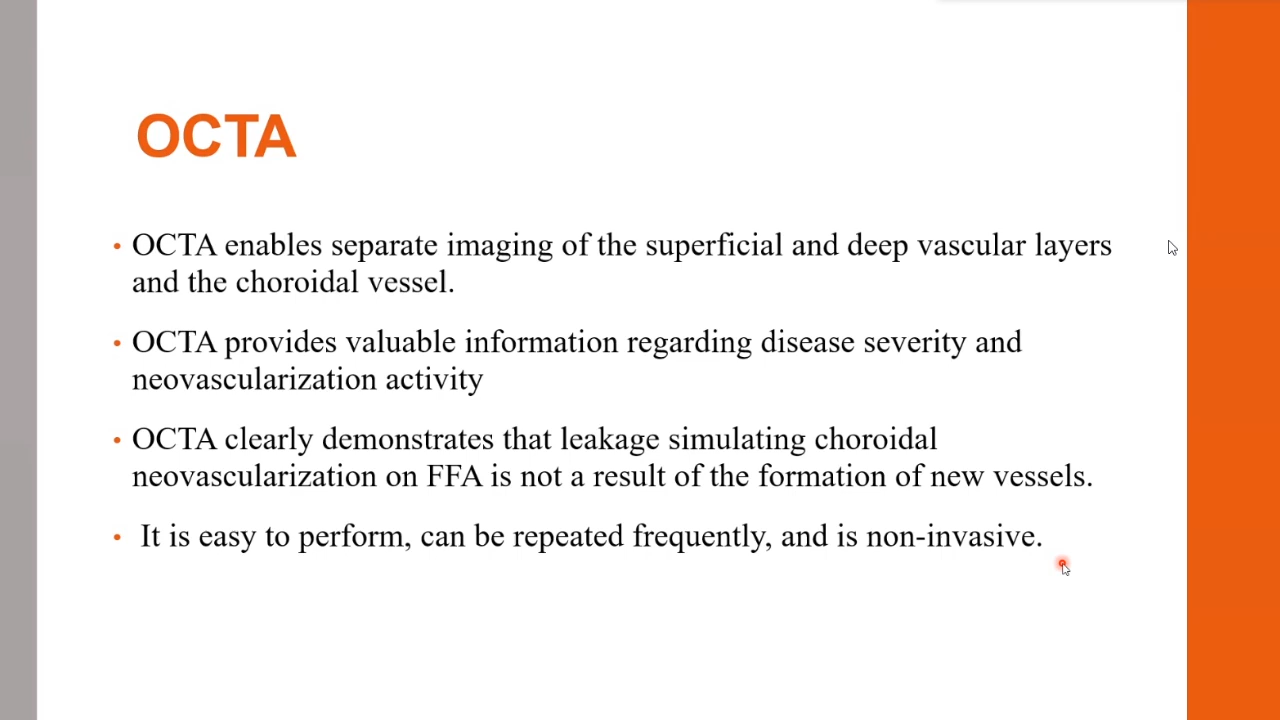 OCTA
• OCTA enables separate imaging of the superficial and deep vascular layers
and the choroidal vessel.
• OCTA provides valuable information regarding disease severity and
neovascularization activity
• OCTA clearly demonstrates that leakage simulating choroidal
neovascularization on FFA is not a result of the formation of new vessels.
• It is easy to perform, can be repeated frequently, and is non-invasive.